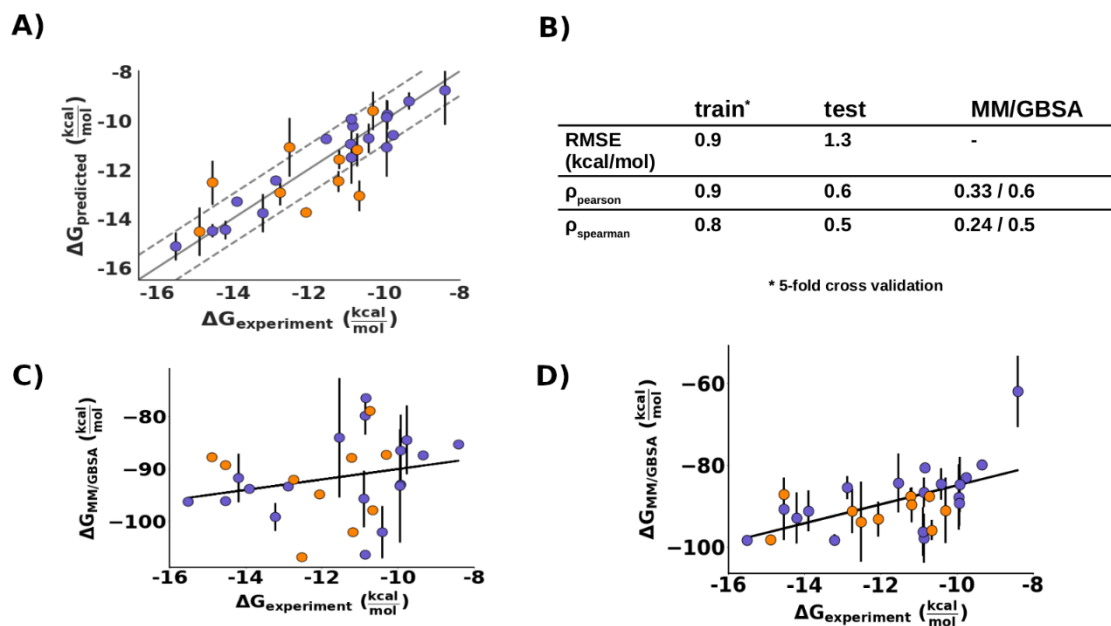 A)
-8
-10
-12
-14
-16
ΔGpredicted (kcal/mol)
-16 -14 -12 -10 -8
ΔGexperiment (kcal/mol)
B)
train* test MM/GBSA
RMSE 0.9 1.3 -
(kcal/mol)
ρpearson 0.9 0.6 0.33 / 0.6
ρspearman 0.8 0.5 0.24 / 0.5
* 5-fold cross validation
C)
−80
−90
−100
ΔGMM/GBSA (kcal/mol)
-16 -14 -12 -10 -8
ΔGexperiment (kcal/mol)
D)
−60
−80
−100
ΔGMM/GBSA (kcal/mol)
-16 -14 -12 -10 -8
ΔGexperiment (kcal/mol)